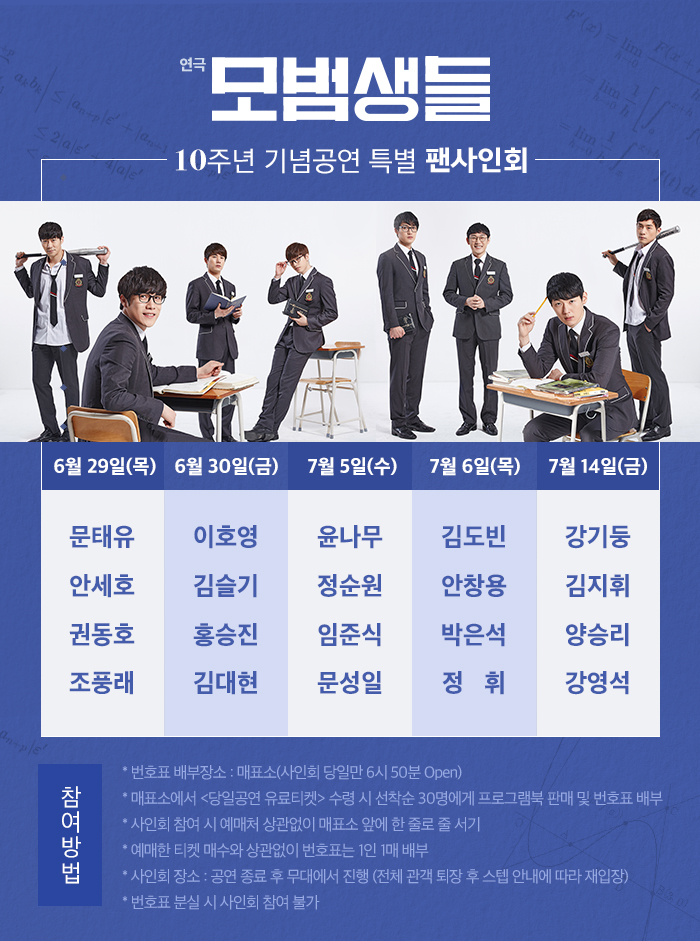 연극
모범생들
10주년 기념공연 특별 팬사인회
6월 29일(목) 6월 30일(금) 7월 5일(수) 7월 6일(목) 7월 14일(금)
문태유 이호영 윤나무 김도빈 강기둥
안세호 김슬기 정순원 안창용 김지휘
권동호 홍승진 임준식 박은석 양승리
조풍래 김대현 문성일 정 휘 강영석
참여방법
* 번호표 배부장소 : 매표소(사인회 당일만 6시 50분 Open)
* 매표소에서 <당일공연 유료티켓> 수령 시 선착순 30명에게 프로그램북 판매 및 번호표 배부
* 사인회 참여 시 예매처 상관없이 매표소 앞에 한 줄로 줄 서기
* 예매한 티켓 매수와 상관없이 번호표는 1인 1매 배부
* 사인회 장소 : 공연 종료 후 무대에서 진행 (전체 관객 퇴장 후 스텝 안내에 따라 재입장)
* 번호표 분실 시 사인회 참여 불가